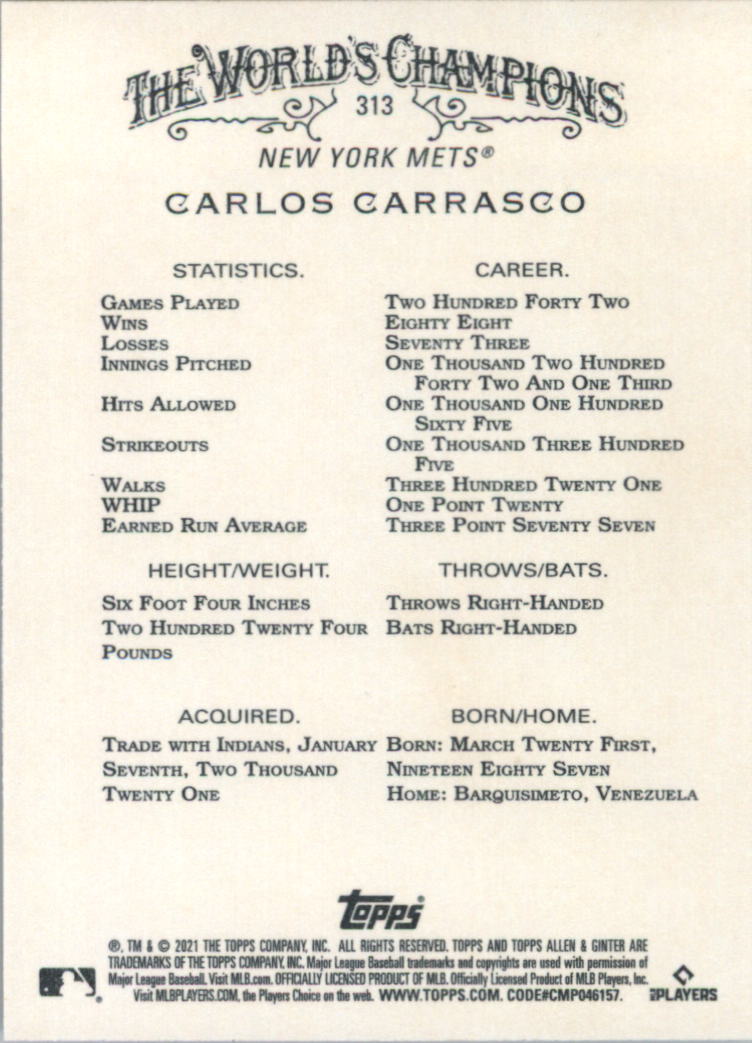 THE WORLD'S CHAMPIONS
313
NEW YORK METS®
CARLOS CARRASCO
STATISTICS. CAREER.
GAMES PLAYED TWO HUNDRED FORTY TWO
WINS EIGHTY EIGHT
LOSSES SEVENTY THREE
INNINGS PITCHED ONE THOUSAND TWO HUNDRED
FORTY TWO AND ONE THIRD
HITS ALLOWED ONE THOUSAND ONE HUNDRED
SIXTY FIVE
STRIKEOUTS ONE THOUSAND THREE HUNDRED
FIVE
WALKS THREE HUNDRED TWENTY ONE
WHIP ONE POINT TWENTY
EARNED RUN AVERAGE THREE POINT SEVENTY SEVEN
HEIGHT/WEIGHT. THROWS/BATS.
SIX FOOT FOUR INCHES THROWS RIGHT-HANDED
TWO HUNDRED TWENTY FOUR BATS RIGHT-HANDED
POUNDS
ACQUIRED. BORN/HOME.
TRADE WITH INDIANS, JANUARY BORN: MARCH TWENTY FIRST,
SEVENTH, TWO THOUSAND NINETEEN EIGHTY SEVEN
TWENTY ONE HOME: BARQUISIMETO, VENEZUELA
Topps®
®, TM & © 2021 THE TOPPS COMPANY, INC. ALL RIGHTS RESERVED. TOPPS AND TOPPS ALLEN & GINTER ARE
TRADEMARKS OF THE TOPPS COMPANY, INC. Major League Baseball trademarks and copyrights are used with permission of
Major League Baseball. Visit MLB.com. OFFICIALLY LICENSED PRODUCT OF MLB. Officially Licensed Product of MLB Players, Inc.
Visit MLBPLAYERS.COM, the Players Choice on the web. WWW.TOPPS.COM. CODE#CMP046157.
MLB PLAYERS